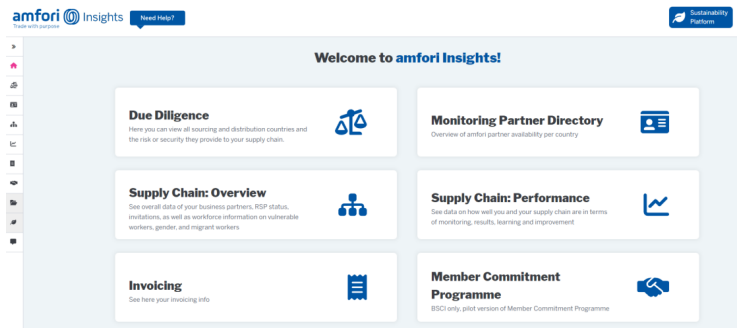 amfori Insights
Trade with purpose
Need Help?
Sustainability
Platform
Welcome to amfori Insights!
Due Diligence
Here you can view all sourcing and distribution countries and
the risk or security they provide to your supply chain.
Monitoring Partner Directory
Overview of amfori partner availability per country
Supply Chain: Overview
See overall data of your business partners, RSP status,
invitations, as well as workforce information on vulnerable
workers, gender, and migrant workers
Supply Chain: Performance
See data on how well you and your supply chain are in terms
of monitoring, results, learning and improvement
Invoicing
See here your invoicing info
Member Commitment
Programme
BSCI only, pilot version of Member Commitment Programme